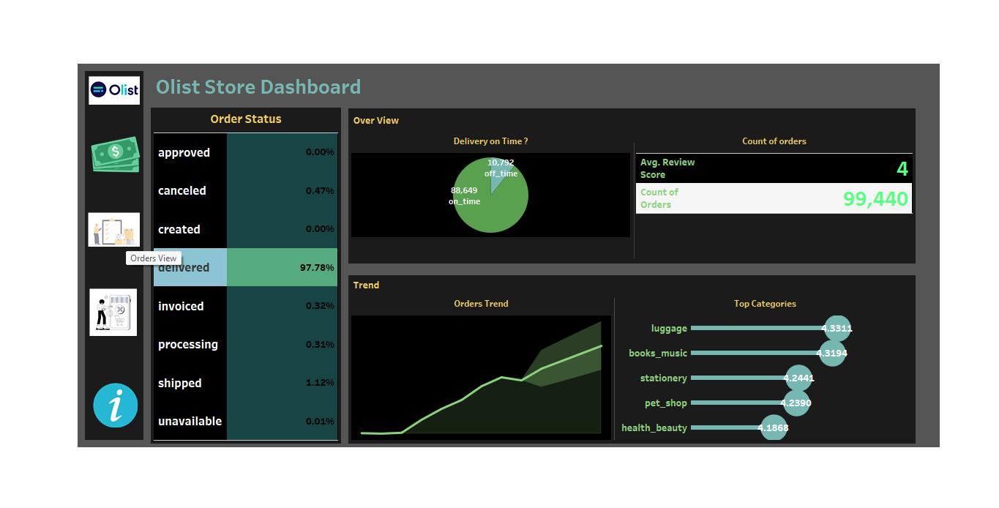 Olist
Olist Store Dashboard
Order Status
approved 0.00%
canceled 0.47%
created 0.00%
Orders View
delivered 97.78%
invoiced 0.32%
processing 0.31%
shipped 1.12%
unavailable 0.01%
Over View
Delivery on Time ?
10,792
off_time
88,649
on_time
Count of orders
Avg. Review
Score
4
Count of
Orders
99,440
Trend
Orders Trend
Top Categories
luggage 4.3311
books_music 4.3194
stationery 4.2441
pet_shop 4.2390
health_beauty 4.1868